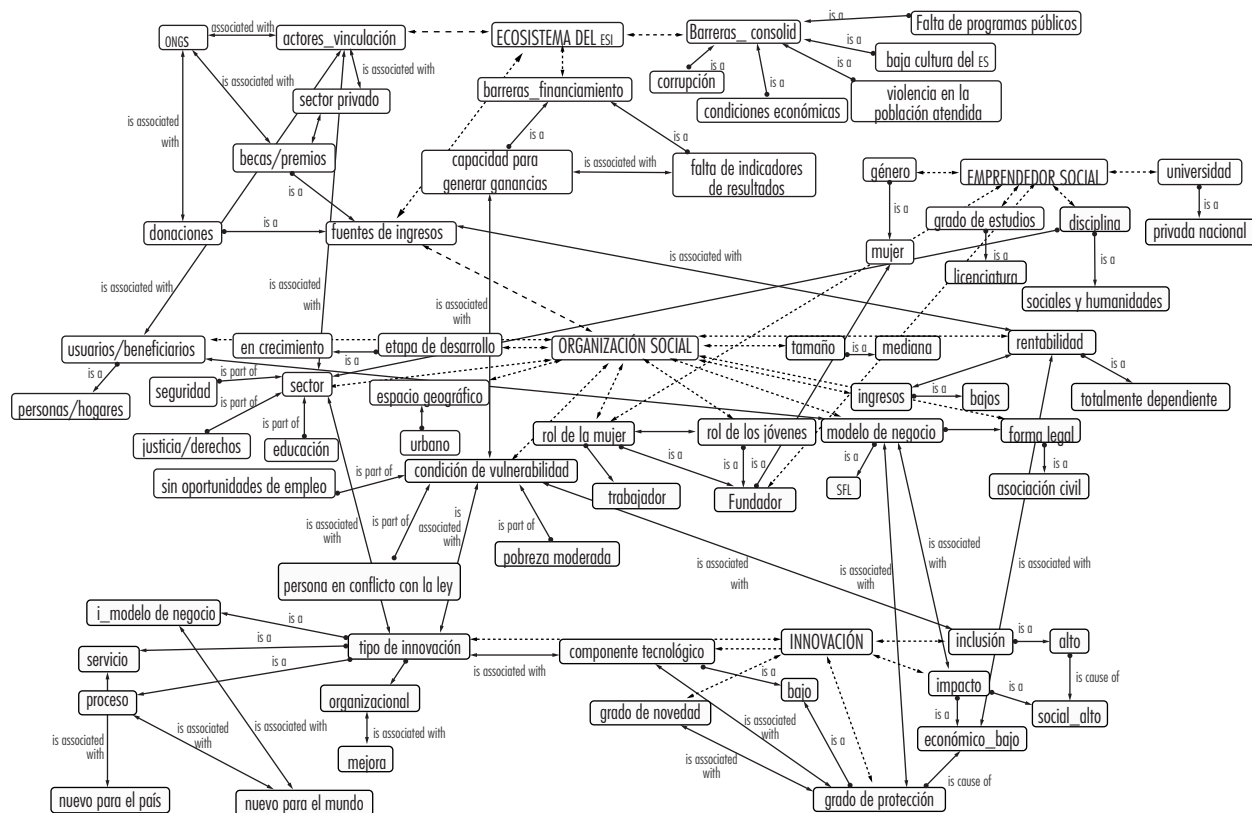 ONGS
associated with
actores_vinculación
ECOSISTEMA DEL ESI
Barreras_ consolid
is a
Falta de programas públicos
is a
baja cultura del ES
is a
corrupción
is a
condiciones económicas
is a
violencia en la
población atendida
is associated with
is associated with
sector privado
barreras_financiamiento
is associated
with
becas/premios
is a
is a
capacidad para
generar ganancias
is associated with
falta de indicadores
de resultados
is a
género
EMPRENDEDOR SOCIAL
universidad
is a
privada nacional
donaciones
is a
fuentes de ingresos
is a
mujer
grado de estudios
is a
licenciatura
disciplina
is a
sociales y humanidades
is associated with
is associated with
is associated
with
is associated
with
usuarios/beneficiarios
en crecimiento
is a
etapa de desarrollo
ORGANIZACIÓN SOCIAL
tamaño
is a
mediana
rentabilidad
is a
is part of
seguridad
sector
espacio geográfico
ingresos
is a
bajos
is a
totalmente dependiente
personas/hogares
is part of
justicia/derechos
is part of
educación
urbano
rol de la mujer
rol de los jóvenes
modelo de negocio
forma legal
is a
is a
is a
is a
is a
sin oportunidades de empleo
is part of
condición de vulnerabilidad
trabajador
Fundador
SFL
asociación civil
is associated
with
is part of
is
associated
with
is part of
pobreza moderada
is associated
with
is associated
with
is associated
with
is associated with
persona en conflicto con la ley
i_modelo de negocio
is a
is a
tipo de innovación
is associated with
componente tecnológico
INNOVACIÓN
inclusión
is a
alto
servicio
is a
proceso
organizacional
is a
bajo
impacto
is a
is cause of
grado de novedad
is a
social_alto
is associated with
is associated
with
is associated with
is associated with
mejora
is associated
with
is associated
with
is a
económico_bajo
is cause of
nuevo para el país
nuevo para el mundo
grado de protección